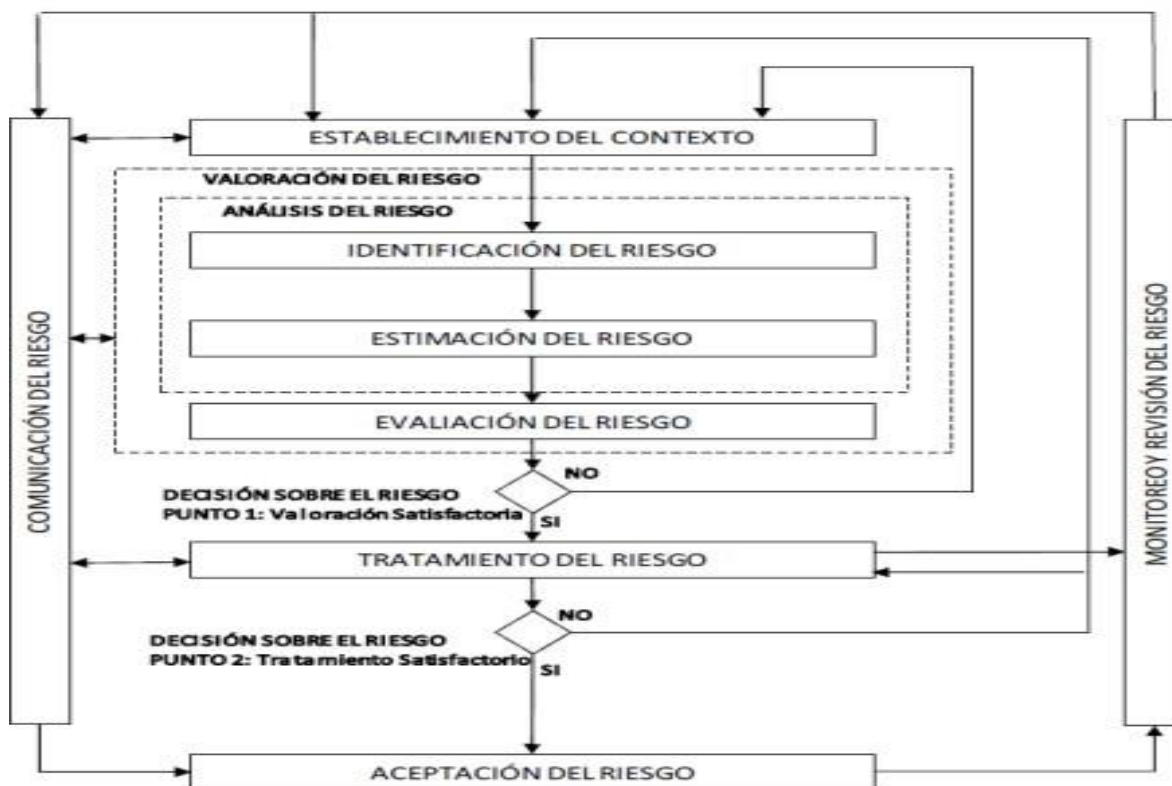 ESTABLECIMIENTO DEL CONTEXTO
VALORACIÓN DEL RIESGO
ANÁLISIS DEL RIESGO
IDENTIFICACIÓN DEL RIESGO
ESTIMACIÓN DEL RIESGO
EVALIACIÓN DEL RIESGO
NO
DECISIÓN SOBRE EL RIESGO
PUNTO 1: Valoración Satisfactoria
SI
TRATAMIENTO DEL RIESGO
NO
DECISIÓN SOBRE EL RIESGO
PUNTO 2: Tratamiento Satisfactorio
SI
ACEPTACIÓN DEL RIESGO
COMUNICACIÓN DEL RIESGO
MONITOREO Y REVISIÓN DEL RIESGO